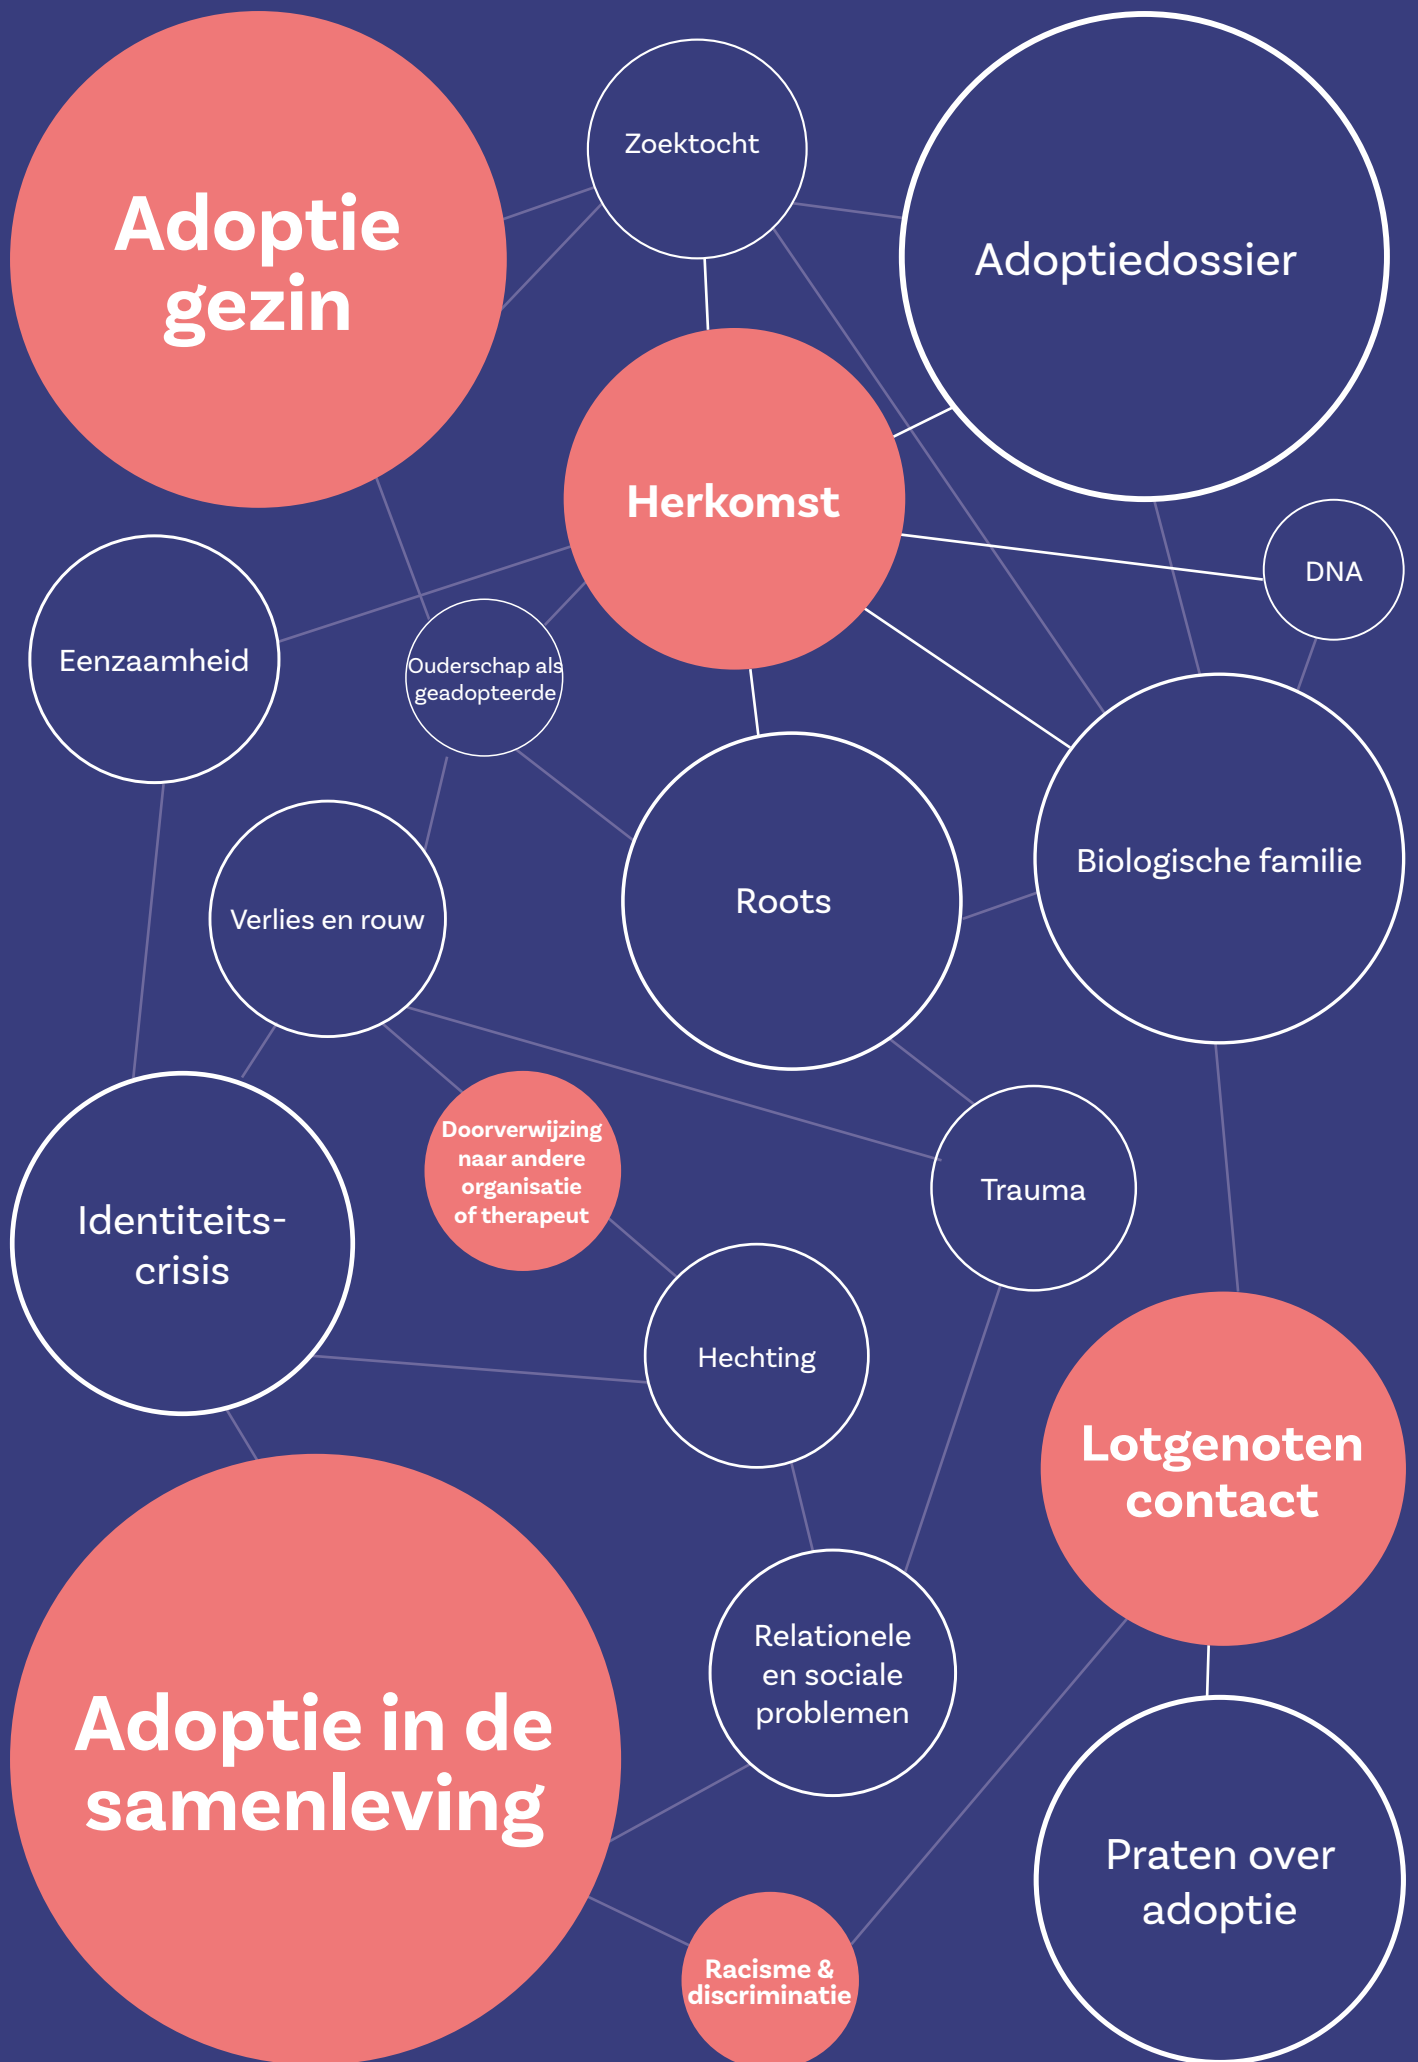 Zoektocht
Adoptie
gezin
Adoptiedossier
Herkomst
DNA
Eenzaamheid
Ouderschap als
geadopteerde
Biologische familie
Roots
Verlies en rouw
Doorverwijzing
naar andere
organisatie
of therapeut
Trauma
Identiteits-
crisis
Hechting
Lotgenoten
contact
Relationele
en sociale
problemen
Adoptie in de
samenleving
Praten over
adoptie
Racisme &
discriminatie